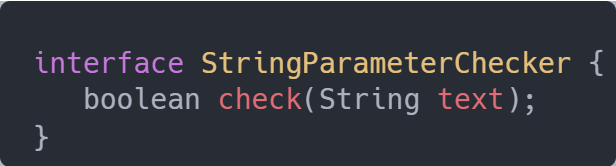 interface StringParameterChecker {
   boolean check(String text);
}